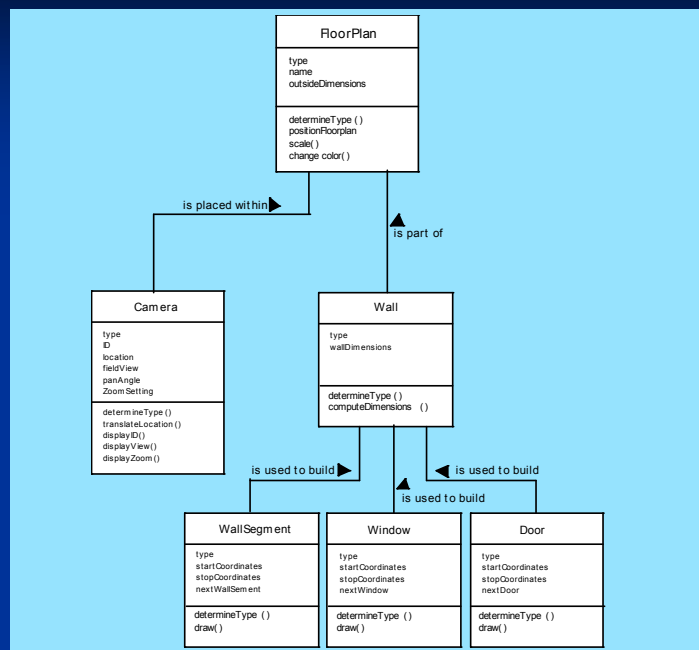 FloorPlan
type
name
outsideDimensions
determineType ( )
positionFloorplan
scale( )
change color( )
is placed within
is part of
Camera
type
ID
location
fieldView
panAngle
ZoomSetting
determineType ( )
translateLocation ( )
displayID( )
displayView( )
displayZoom ( )
Wall
type
wallDimensions
determineType ( )
computeDimensions ( )
is used to build
is used to build
is used to build
WallSegment
type
startCoordinates
stopCoordinates
nextWallSement
determineType ( )
draw( )
Window
type
startCoordinates
stopCoordinates
nextWindow
determineType ( )
draw( )
Door
type
startCoordinates
stopCoordinates
nextDoor
determineType ( )
draw( )